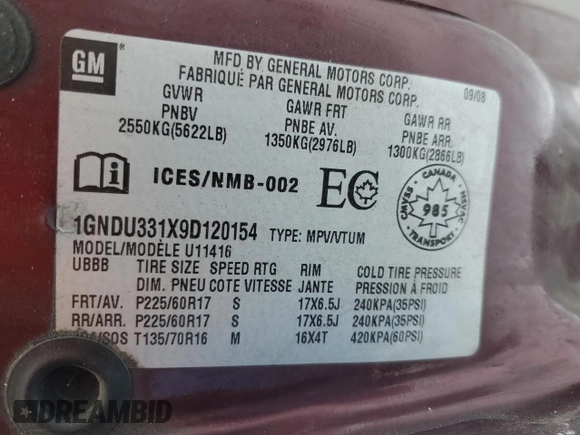 GM
MFD BY GENERAL MOTORS CORP.
FABRIQUÉ PAR GENERAL MOTORS CORP.
09/08
GVWR GAWR FRT GAWR RR
PNBV PNBE AV. PNBE ARR.
2550KG(5622LB) 1350KG(2976LB) 1300KG(2866LB)
i ICES/NMB-002 EC
CANADA
CMVSS NSVAC
985
TRANSPORT
1GNDU331X9D120154 TYPE: MPV/VTUM
MODEL/MODÈLE U11416
UBBB TIRE SIZE SPEED RTG RIM COLD TIRE PRESSURE
DIM. PNEU COTE VITESSE JANTE PRESSION À FROID
FRT/AV. P225/60R17 S 17X6.5J 240KPA(35PSI)
RR/ARR. P225/60R17 S 17X6.5J 240KPA(35PSI)
/SOS T135/70R16 M 16X4T 420KPA(60PSI)
DREAMBID